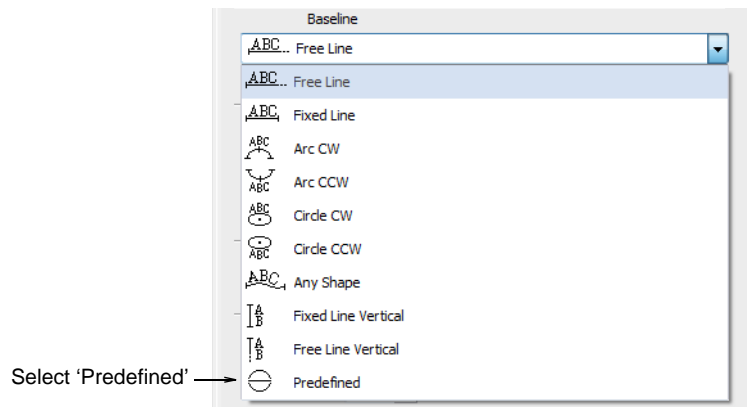 Baseline
ABC... Free Line
ABC... Free Line
ABC Fixed Line
ABC Arc CW
ABC Arc CCW
ABC Circle CW
ABC Circle CCW
ABC Any Shape
A B Fixed Line Vertical
A B Free Line Vertical
Select ‘Predefined’ Predefined